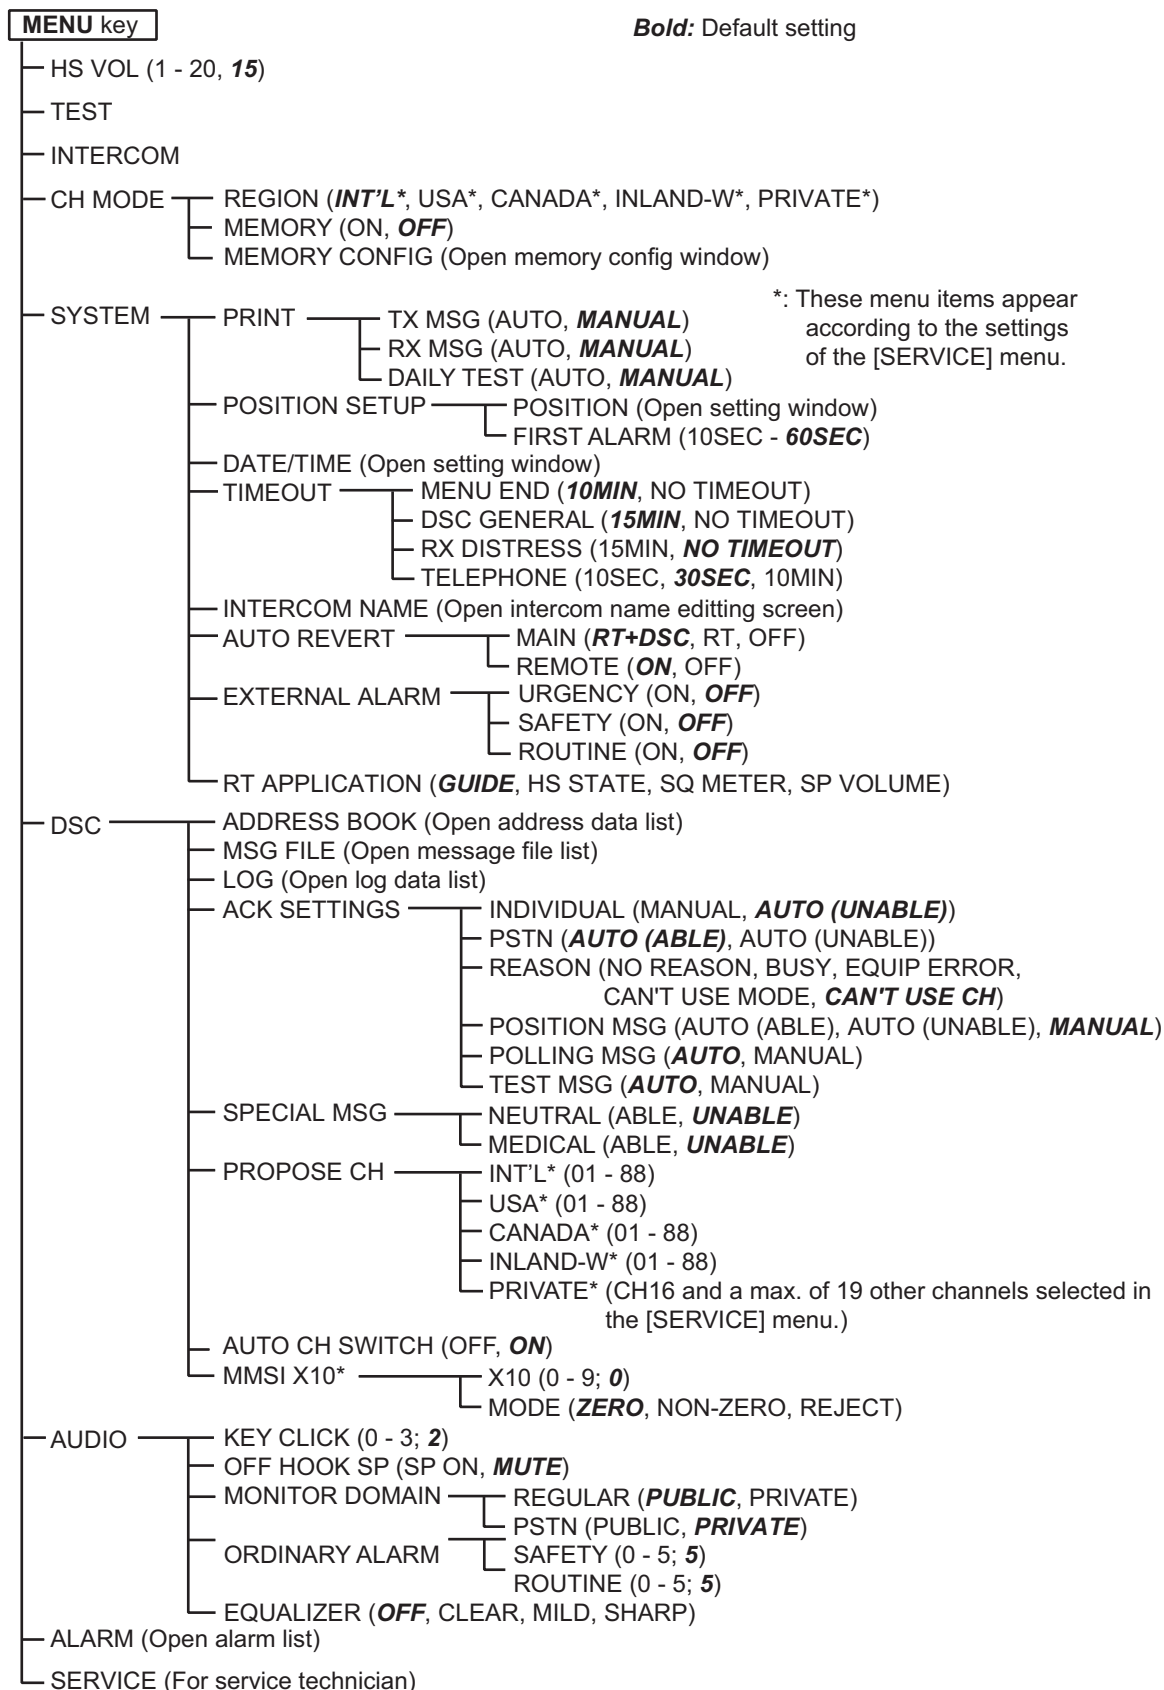 MENU key
Bold: Default setting
HS VOL (1 - 20, 15)
TEST
INTERCOM
CH MODE
REGION (INT’L*, USA*, CANADA*, INLAND-W*, PRIVATE*)
MEMORY (ON, OFF)
MEMORY CONFIG (Open memory config window)
*: These menu items appear
according to the settings
of the [SERVICE] menu.
SYSTEM
PRINT
TX MSG (AUTO, MANUAL)
RX MSG (AUTO, MANUAL)
DAILY TEST (AUTO, MANUAL)
POSITION SETUP
POSITION (Open setting window)
FIRST ALARM (10SEC - 60SEC)
DATE/TIME (Open setting window)
TIMEOUT
MENU END (10MIN, NO TIMEOUT)
DSC GENERAL (15MIN, NO TIMEOUT)
RX DISTRESS (15MIN, NO TIMEOUT)
TELEPHONE (10SEC, 30SEC, 10MIN)
INTERCOM NAME (Open intercom name editting screen)
AUTO REVERT
MAIN (RT+DSC, RT, OFF)
REMOTE (ON, OFF)
EXTERNAL ALARM
URGENCY (ON, OFF)
SAFETY (ON, OFF)
ROUTINE (ON, OFF)
RT APPLICATION (GUIDE, HS STATE, SQ METER, SP VOLUME)
DSC
ADDRESS BOOK (Open address data list)
MSG FILE (Open message file list)
LOG (Open log data list)
ACK SETTINGS
INDIVIDUAL (MANUAL, AUTO (UNABLE))
PSTN (AUTO (ABLE), AUTO (UNABLE))
REASON (NO REASON, BUSY, EQUIP ERROR,
CAN'T USE MODE, CAN'T USE CH)
POSITION MSG (AUTO (ABLE), AUTO (UNABLE), MANUAL)
POLLING MSG (AUTO, MANUAL)
TEST MSG (AUTO, MANUAL)
SPECIAL MSG
NEUTRAL (ABLE, UNABLE)
MEDICAL (ABLE, UNABLE)
PROPOSE CH
INT’L* (01 - 88)
USA* (01 - 88)
CANADA* (01 - 88)
INLAND-W* (01 - 88)
PRIVATE* (CH16 and a max. of 19 other channels selected in
the [SERVICE] menu.)
AUTO CH SWITCH (OFF, ON)
MMSI X10*
X10 (0 - 9; 0)
MODE (ZERO, NON-ZERO, REJECT)
AUDIO
KEY CLICK (0 - 3; 2)
OFF HOOK SP (SP ON, MUTE)
MONITOR DOMAIN
REGULAR (PUBLIC, PRIVATE)
PSTN (PUBLIC, PRIVATE)
ORDINARY ALARM
SAFETY (0 - 5; 5)
ROUTINE (0 - 5; 5)
EQUALIZER (OFF, CLEAR, MILD, SHARP)
ALARM (Open alarm list)
SERVICE (For service technician)